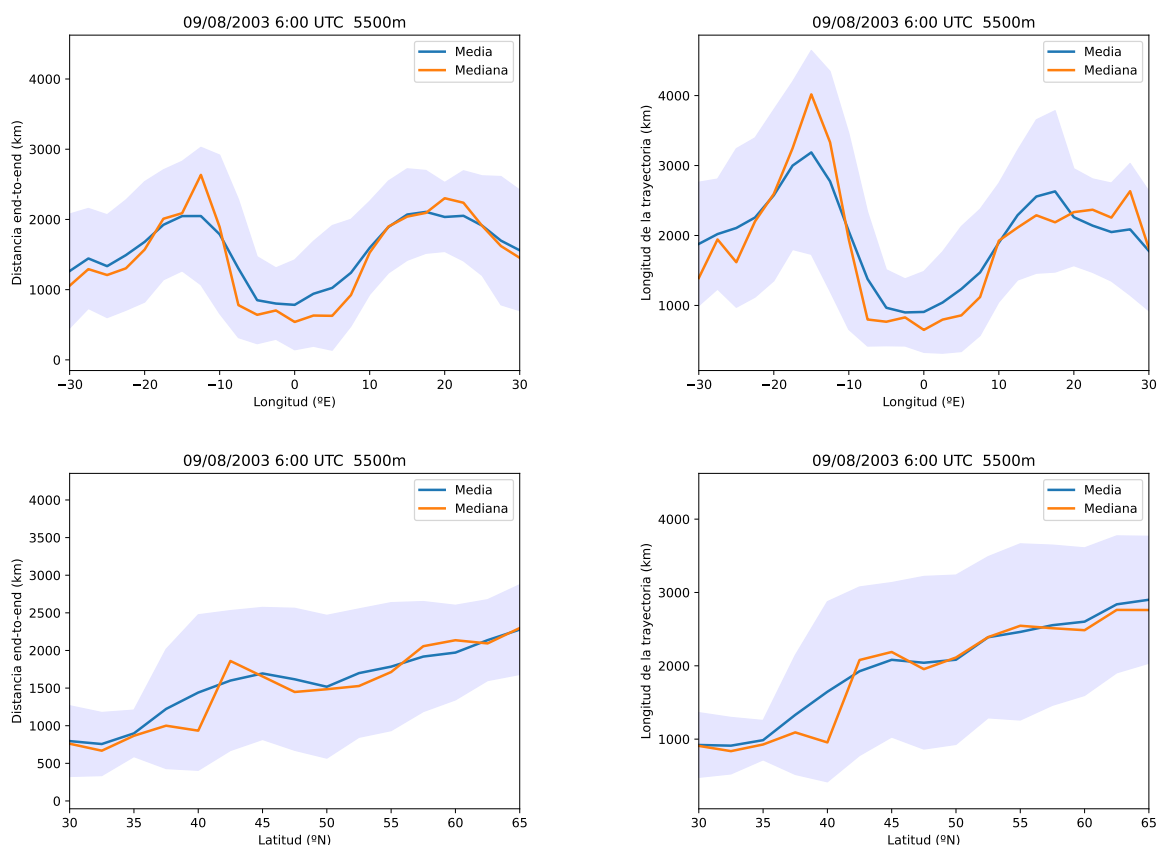 09/08/2003 6:00 UTC 5500m
Distancia end-to-end (km)
4000
3000
2000
1000
0
−30 −20 −10 0 10 20 30
Longitud (ºE)
Media
Mediana
09/08/2003 6:00 UTC 5500m
Longitud de la trayectoria (km)
4000
3000
2000
1000
−30 −20 −10 0 10 20 30
Longitud (ºE)
Media
Mediana
09/08/2003 6:00 UTC 5500m
Distancia end-to-end (km)
4000
3500
3000
2500
2000
1500
1000
500
0
30 35 40 45 50 55 60 65
Latitud (ºN)
Media
Mediana
09/08/2003 6:00 UTC 5500m
Longitud de la trayectoria (km)
4000
3000
2000
1000
30 35 40 45 50 55 60 65
Latitud (ºN)
Media
Mediana